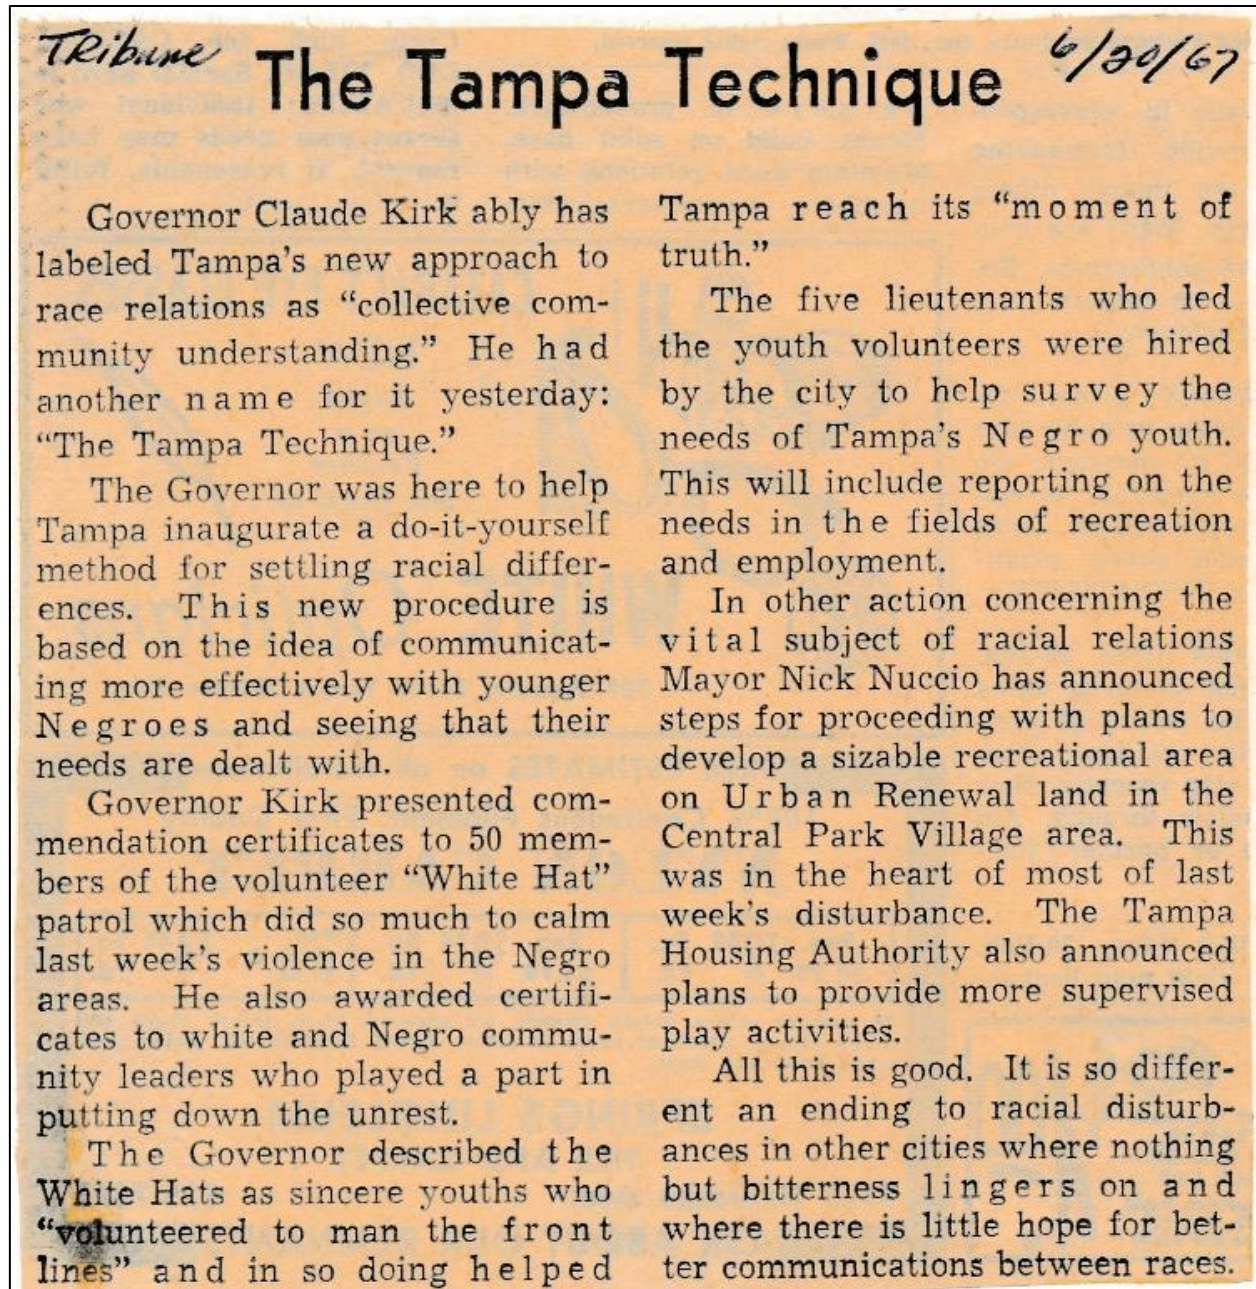 Tribune
6/20/67
The Tampa Technique
Governor Claude Kirk ably has
labeled Tampa's new approach to
race relations as “collective com-
munity understanding.” He had
another name for it yesterday:
“The Tampa Technique.”
The Governor was here to help
Tampa inaugurate a do-it-yourself
method for settling racial differ-
ences. This new procedure is
based on the idea of communicat-
ing more effectively with younger
Negroes and seeing that their
needs are dealt with.
Governor Kirk presented com-
mendation certificates to 50 mem-
bers of the volunteer “White Hat”
patrol which did so much to calm
last week's violence in the Negro
areas. He also awarded certifi-
cates to white and Negro commu-
nity leaders who played a part in
putting down the unrest.
The Governor described the
White Hats as sincere youths who
“volunteered to man the front
lines” and in so doing helped
Tampa reach its “moment of
truth.”
The five lieutenants who led
the youth volunteers were hired
by the city to help survey the
needs of Tampa's Negro youth.
This will include reporting on the
needs in the fields of recreation
and employment.
In other action concerning the
vital subject of racial relations
Mayor Nick Nuccio has announced
steps for proceeding with plans to
develop a sizable recreational area
on Urban Renewal land in the
Central Park Village area. This
was in the heart of most of last
week's disturbance. The Tampa
Housing Authority also announced
plans to provide more supervised
play activities.
All this is good. It is so differ-
ent an ending to racial disturb-
ances in other cities where nothing
but bitterness lingers on and
where there is little hope for bet-
ter communications between races.